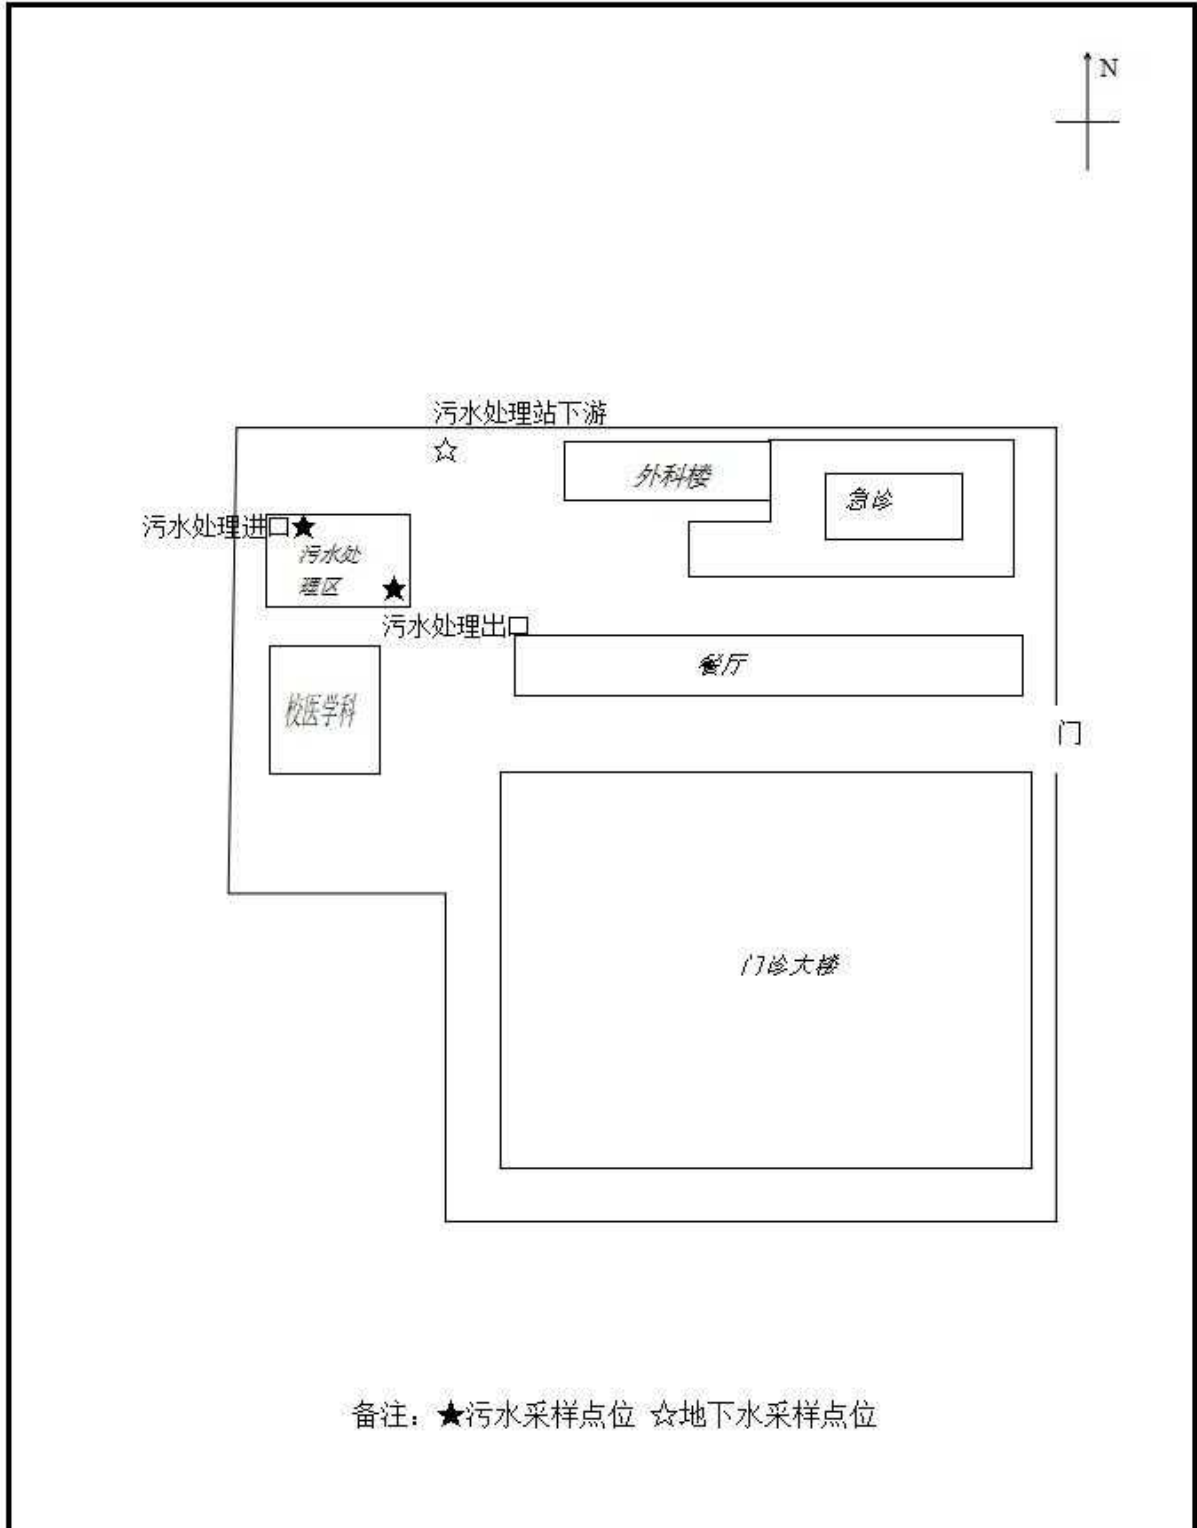 N
污水处理站下游
☆
外科楼
急诊
污水处理进口★
污水处
理区
★
污水处理出口
餐厅
校医学科
门
门诊大楼
备注：★污水采样点位 ☆地下水采样点位